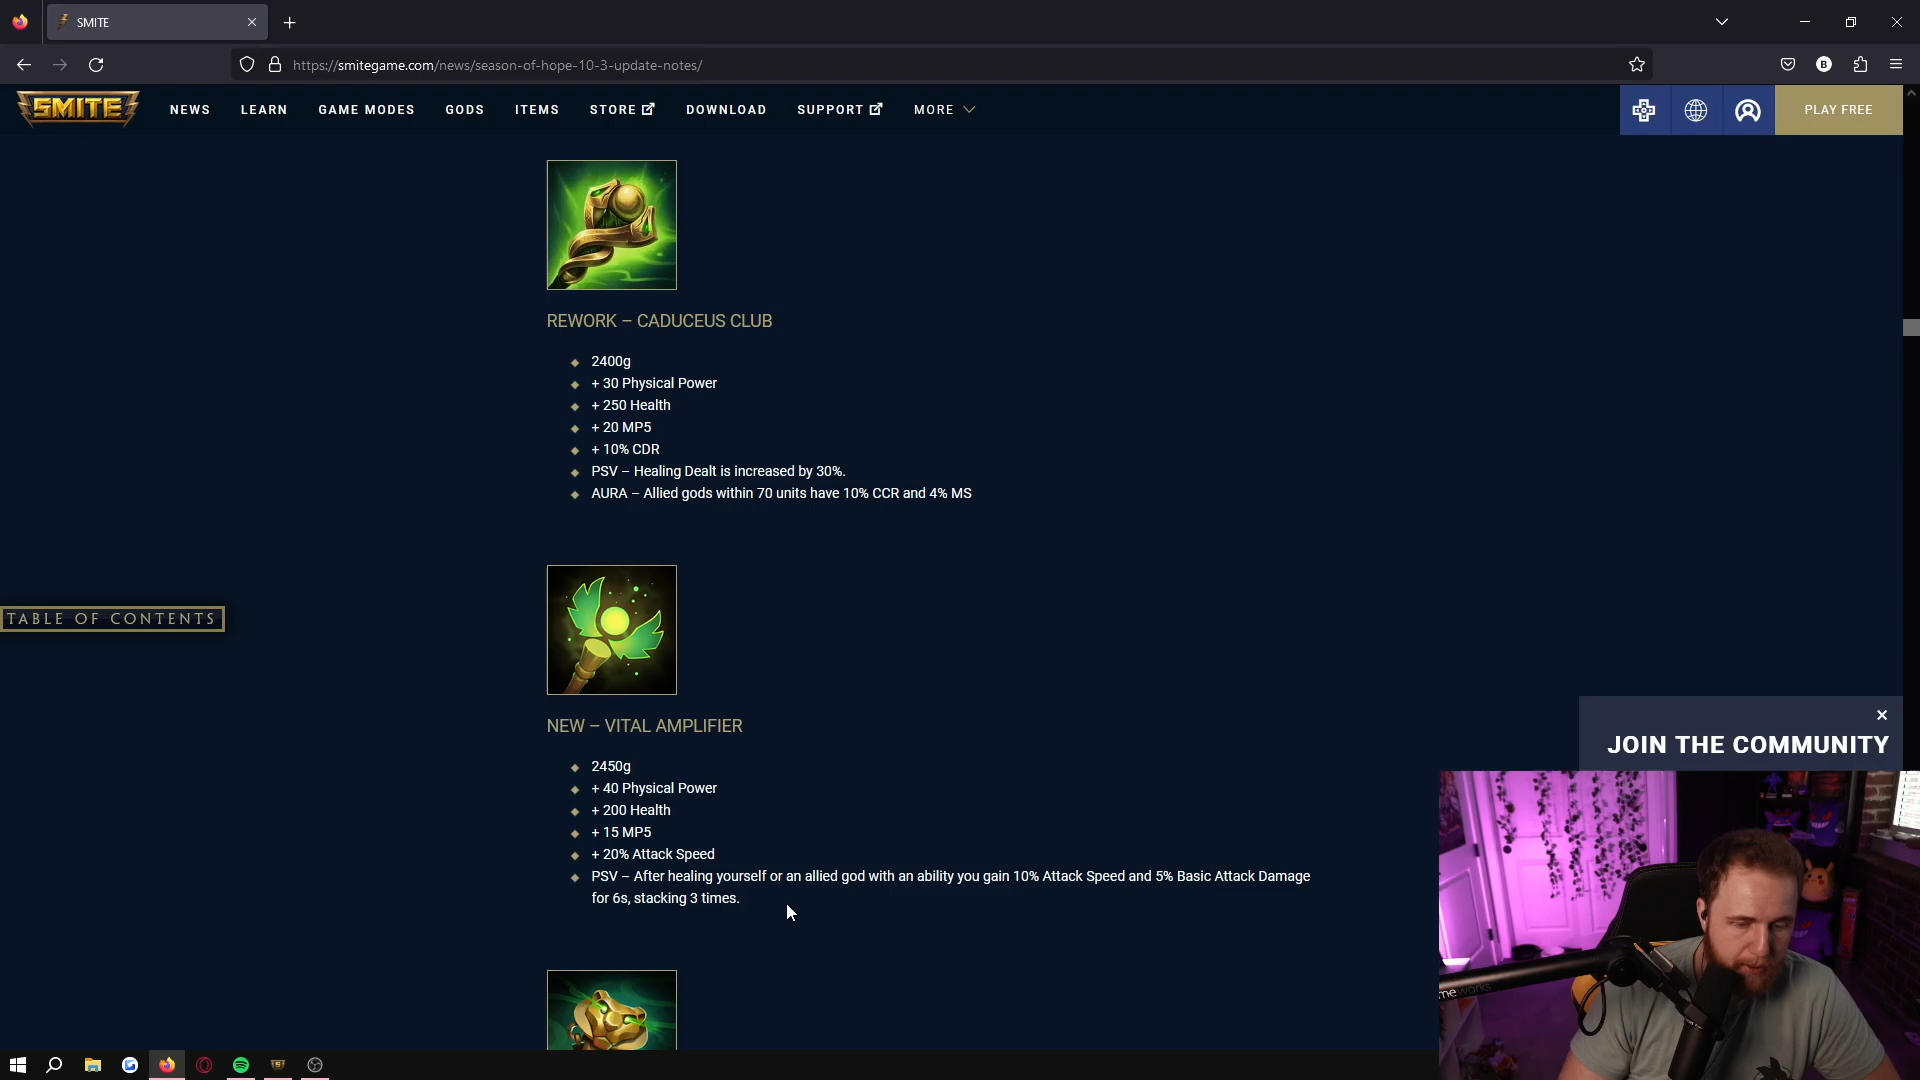 SMITE
https://smitegame.com/news/season-of-hope-10-3-update-notes/
B
SMITE
NEWS
LEARN
GAME MODES
GODS
ITEMS
STORE
DOWNLOAD
SUPPORT
MORE
PLAY FREE
REWORK – CADUCEUS CLUB
2400g
+ 30 Physical Power
+ 250 Health
+ 20 MP5
+ 10% CDR
PSV – Healing Dealt is increased by 30%.
AURA – Allied gods within 70 units have 10% CCR and 4% MS
TABLE OF CONTENTS
NEW – VITAL AMPLIFIER
2450g
+ 40 Physical Power
+ 200 Health
+ 15 MP5
+ 20% Attack Speed
PSV – After healing yourself or an allied god with an ability you gain 10% Attack Speed and 5% Basic Attack Damage
for 6s, stacking 3 times.
JOIN THE COMMUNITY